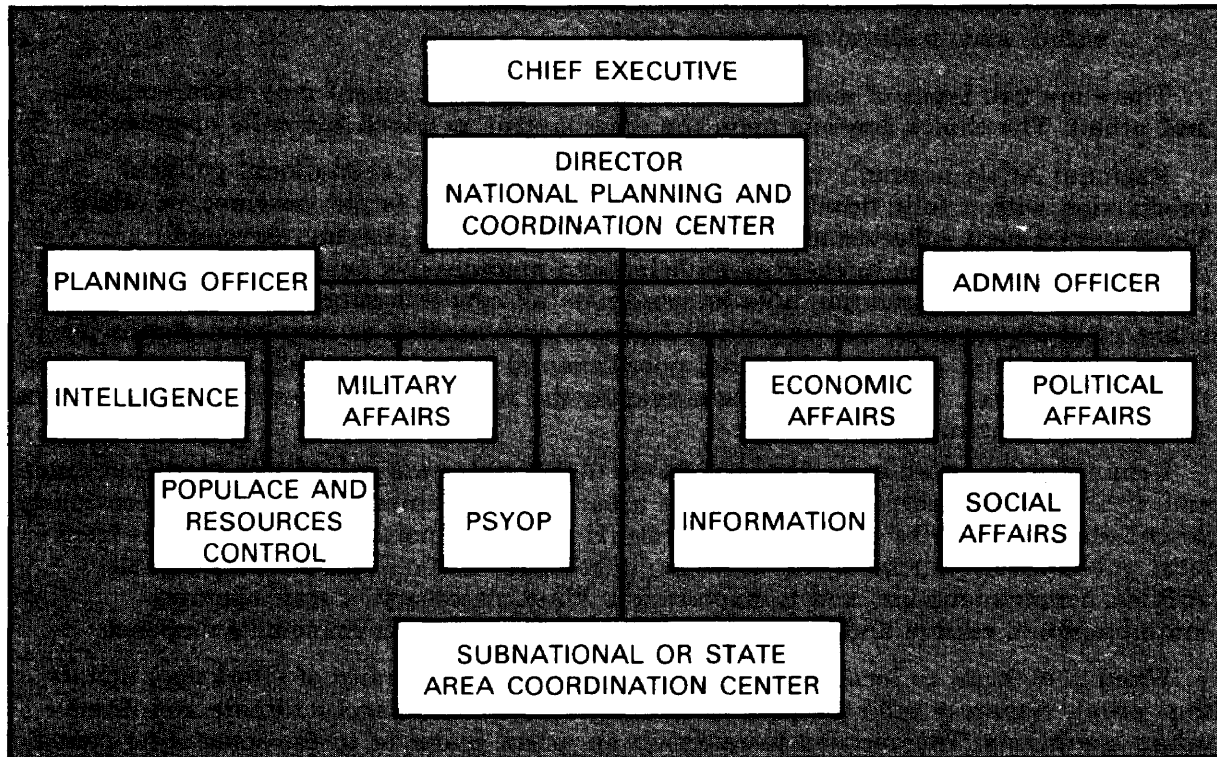 CHIEF EXECUTIVE
DIRECTOR
NATIONAL PLANNING AND
COORDINATION CENTER
PLANNING OFFICER
ADMIN OFFICER
INTELLIGENCE
MILITARY
AFFAIRS
ECONOMIC
AFFAIRS
POLITICAL
AFFAIRS
POPULACE AND
RESOURCES
CONTROL
PSYOP
INFORMATION
SOCIAL
AFFAIRS
SUBNATIONAL OR STATE
AREA COORDINATION CENTER